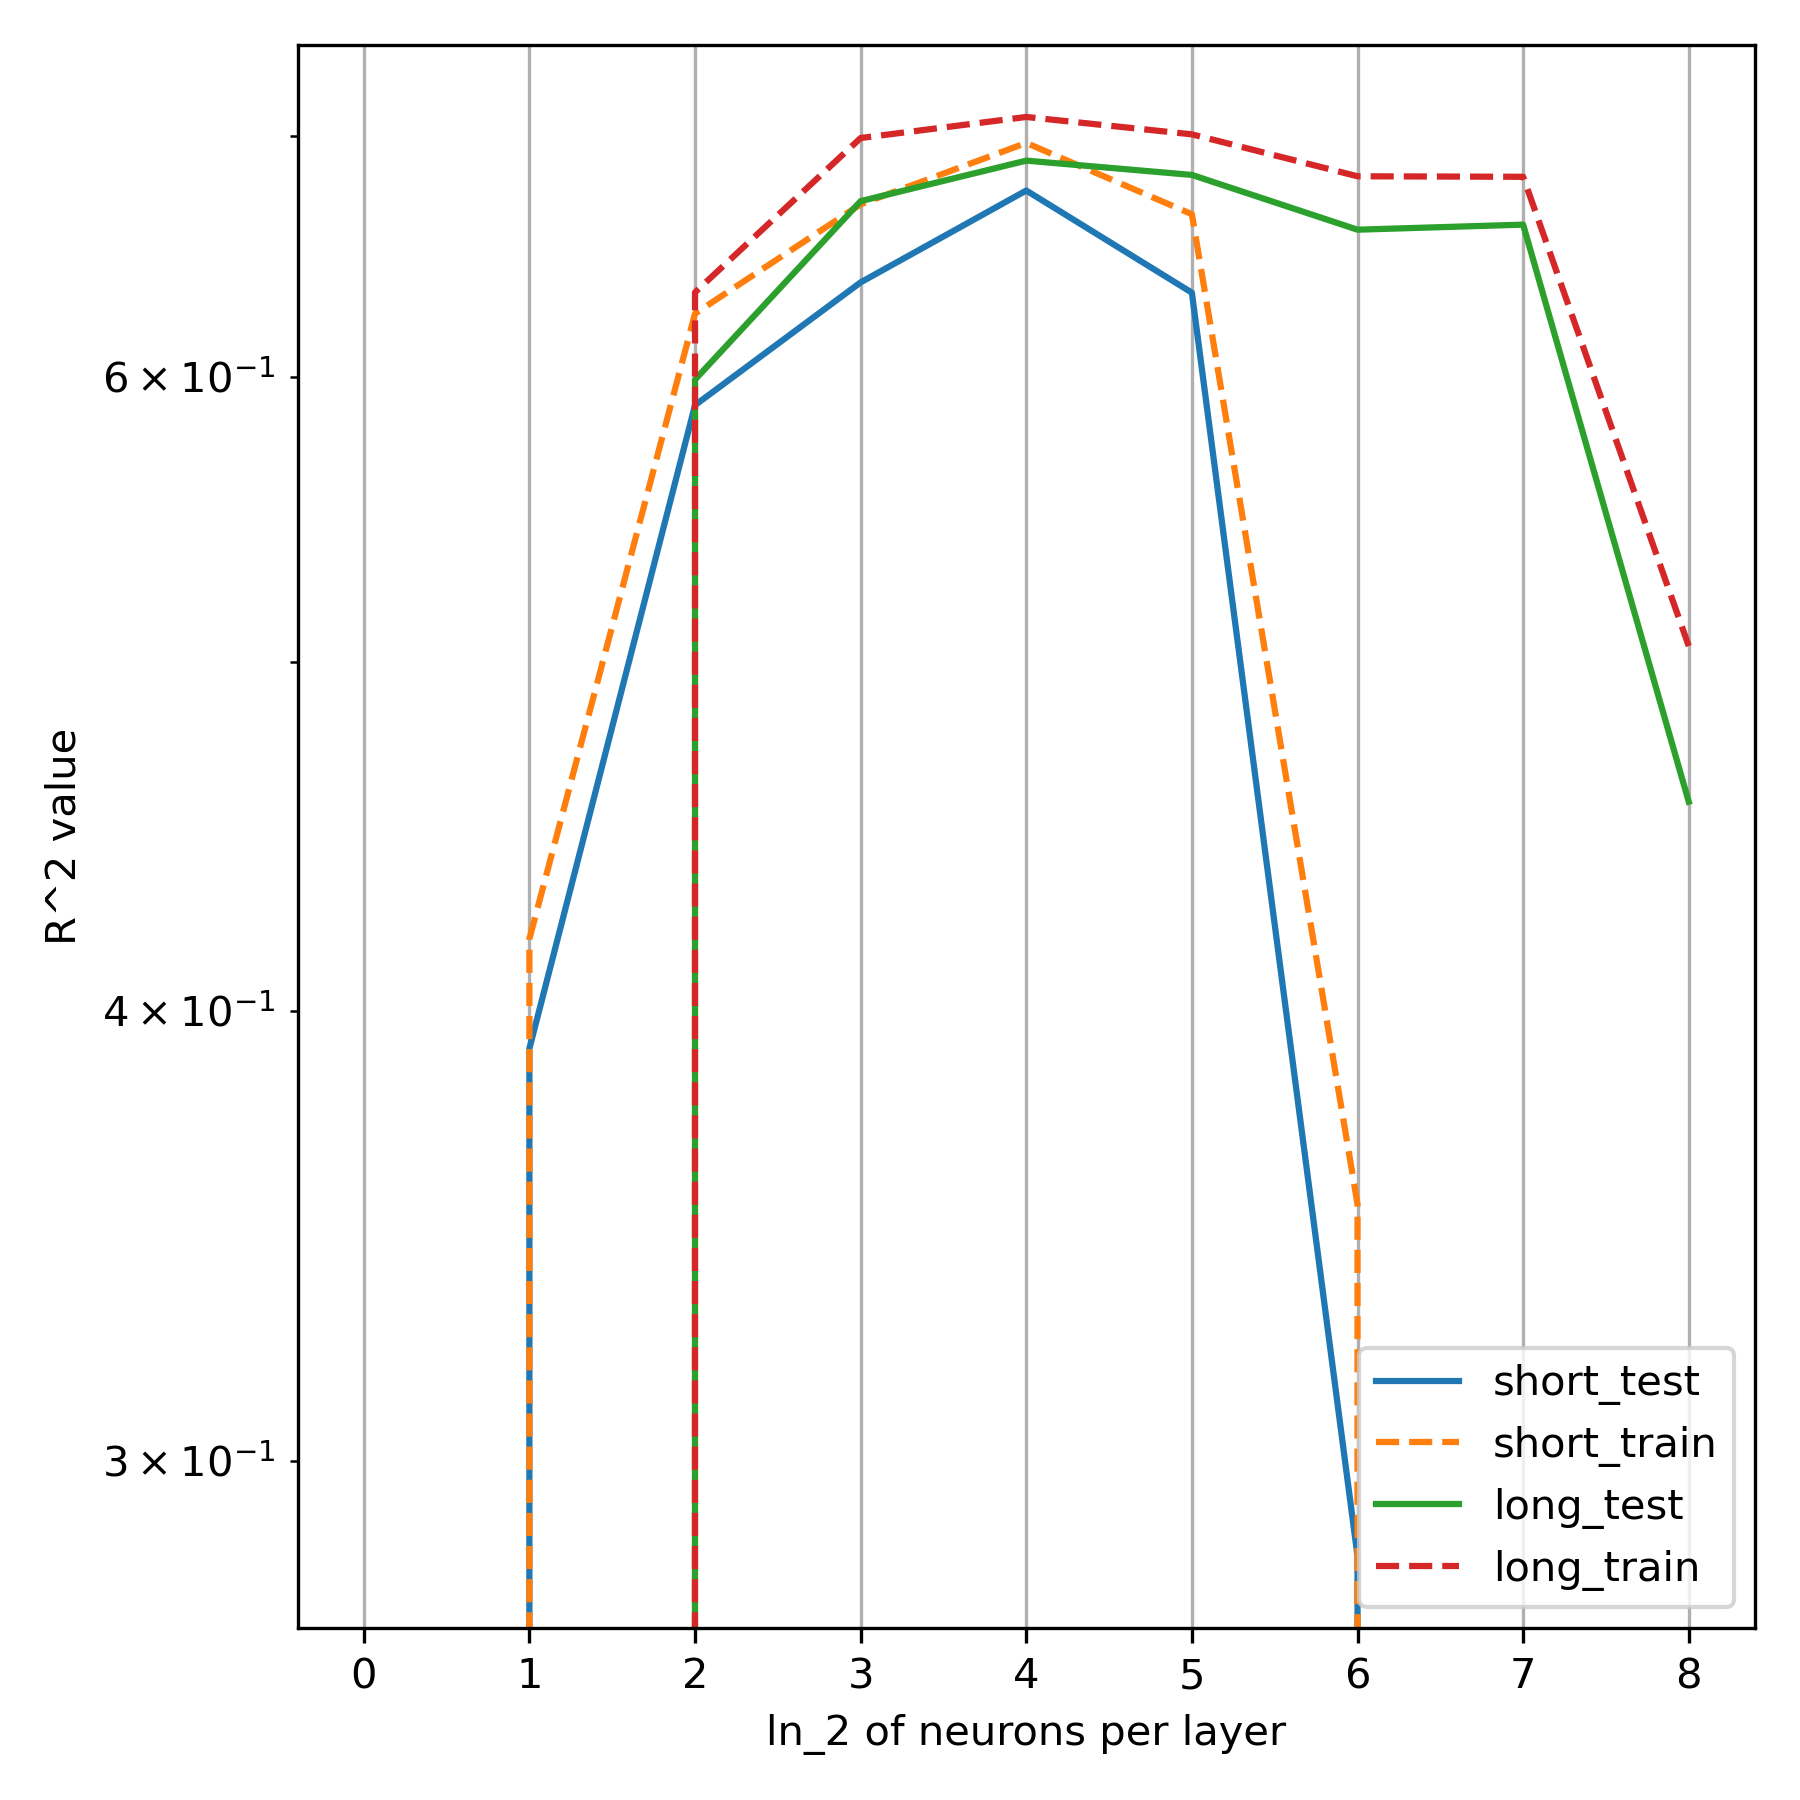 6 × 10⁻¹
4 × 10⁻¹
3 × 10⁻¹
R^2 value
0 1 2 3 4 5 6 7 8
ln_2 of neurons per layer
short_test
short_train
long_test
long_train